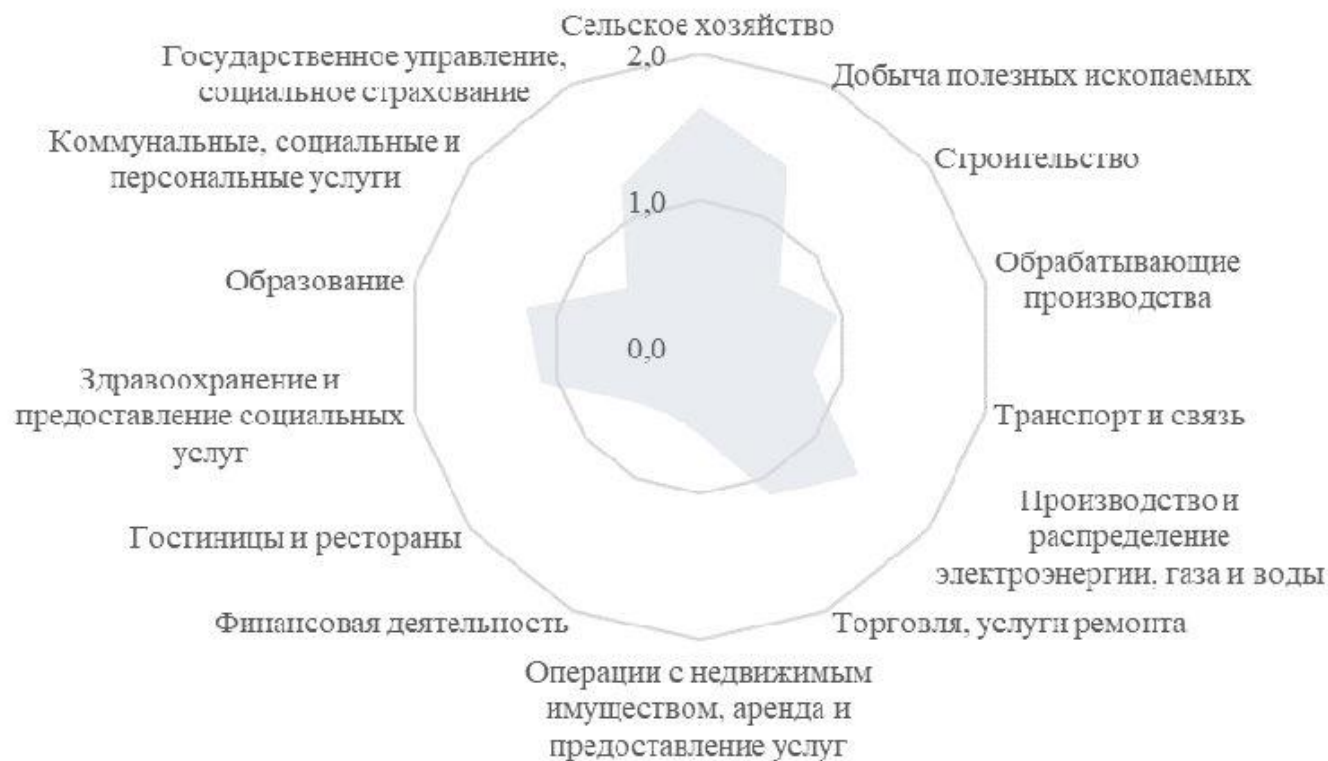 Сельское хозяйство
2,0
Добыча полезных ископаемых
Строительство
Обрабатывающие
производства
Транспорт и связь
Производство и
распределение
электроэнергии, газа и воды
Торговля, услуги ремонта
Операции с недвижимым
имуществом, аренда и
предоставление услуг
Финансовая деятельность
Гостиницы и рестораны
Здравоохранение и
предоставление социальных
услуг
Образование
Коммунальные, социальные и
персональные услуги
Государственное управление,
социальное страхование
1,0
0,0